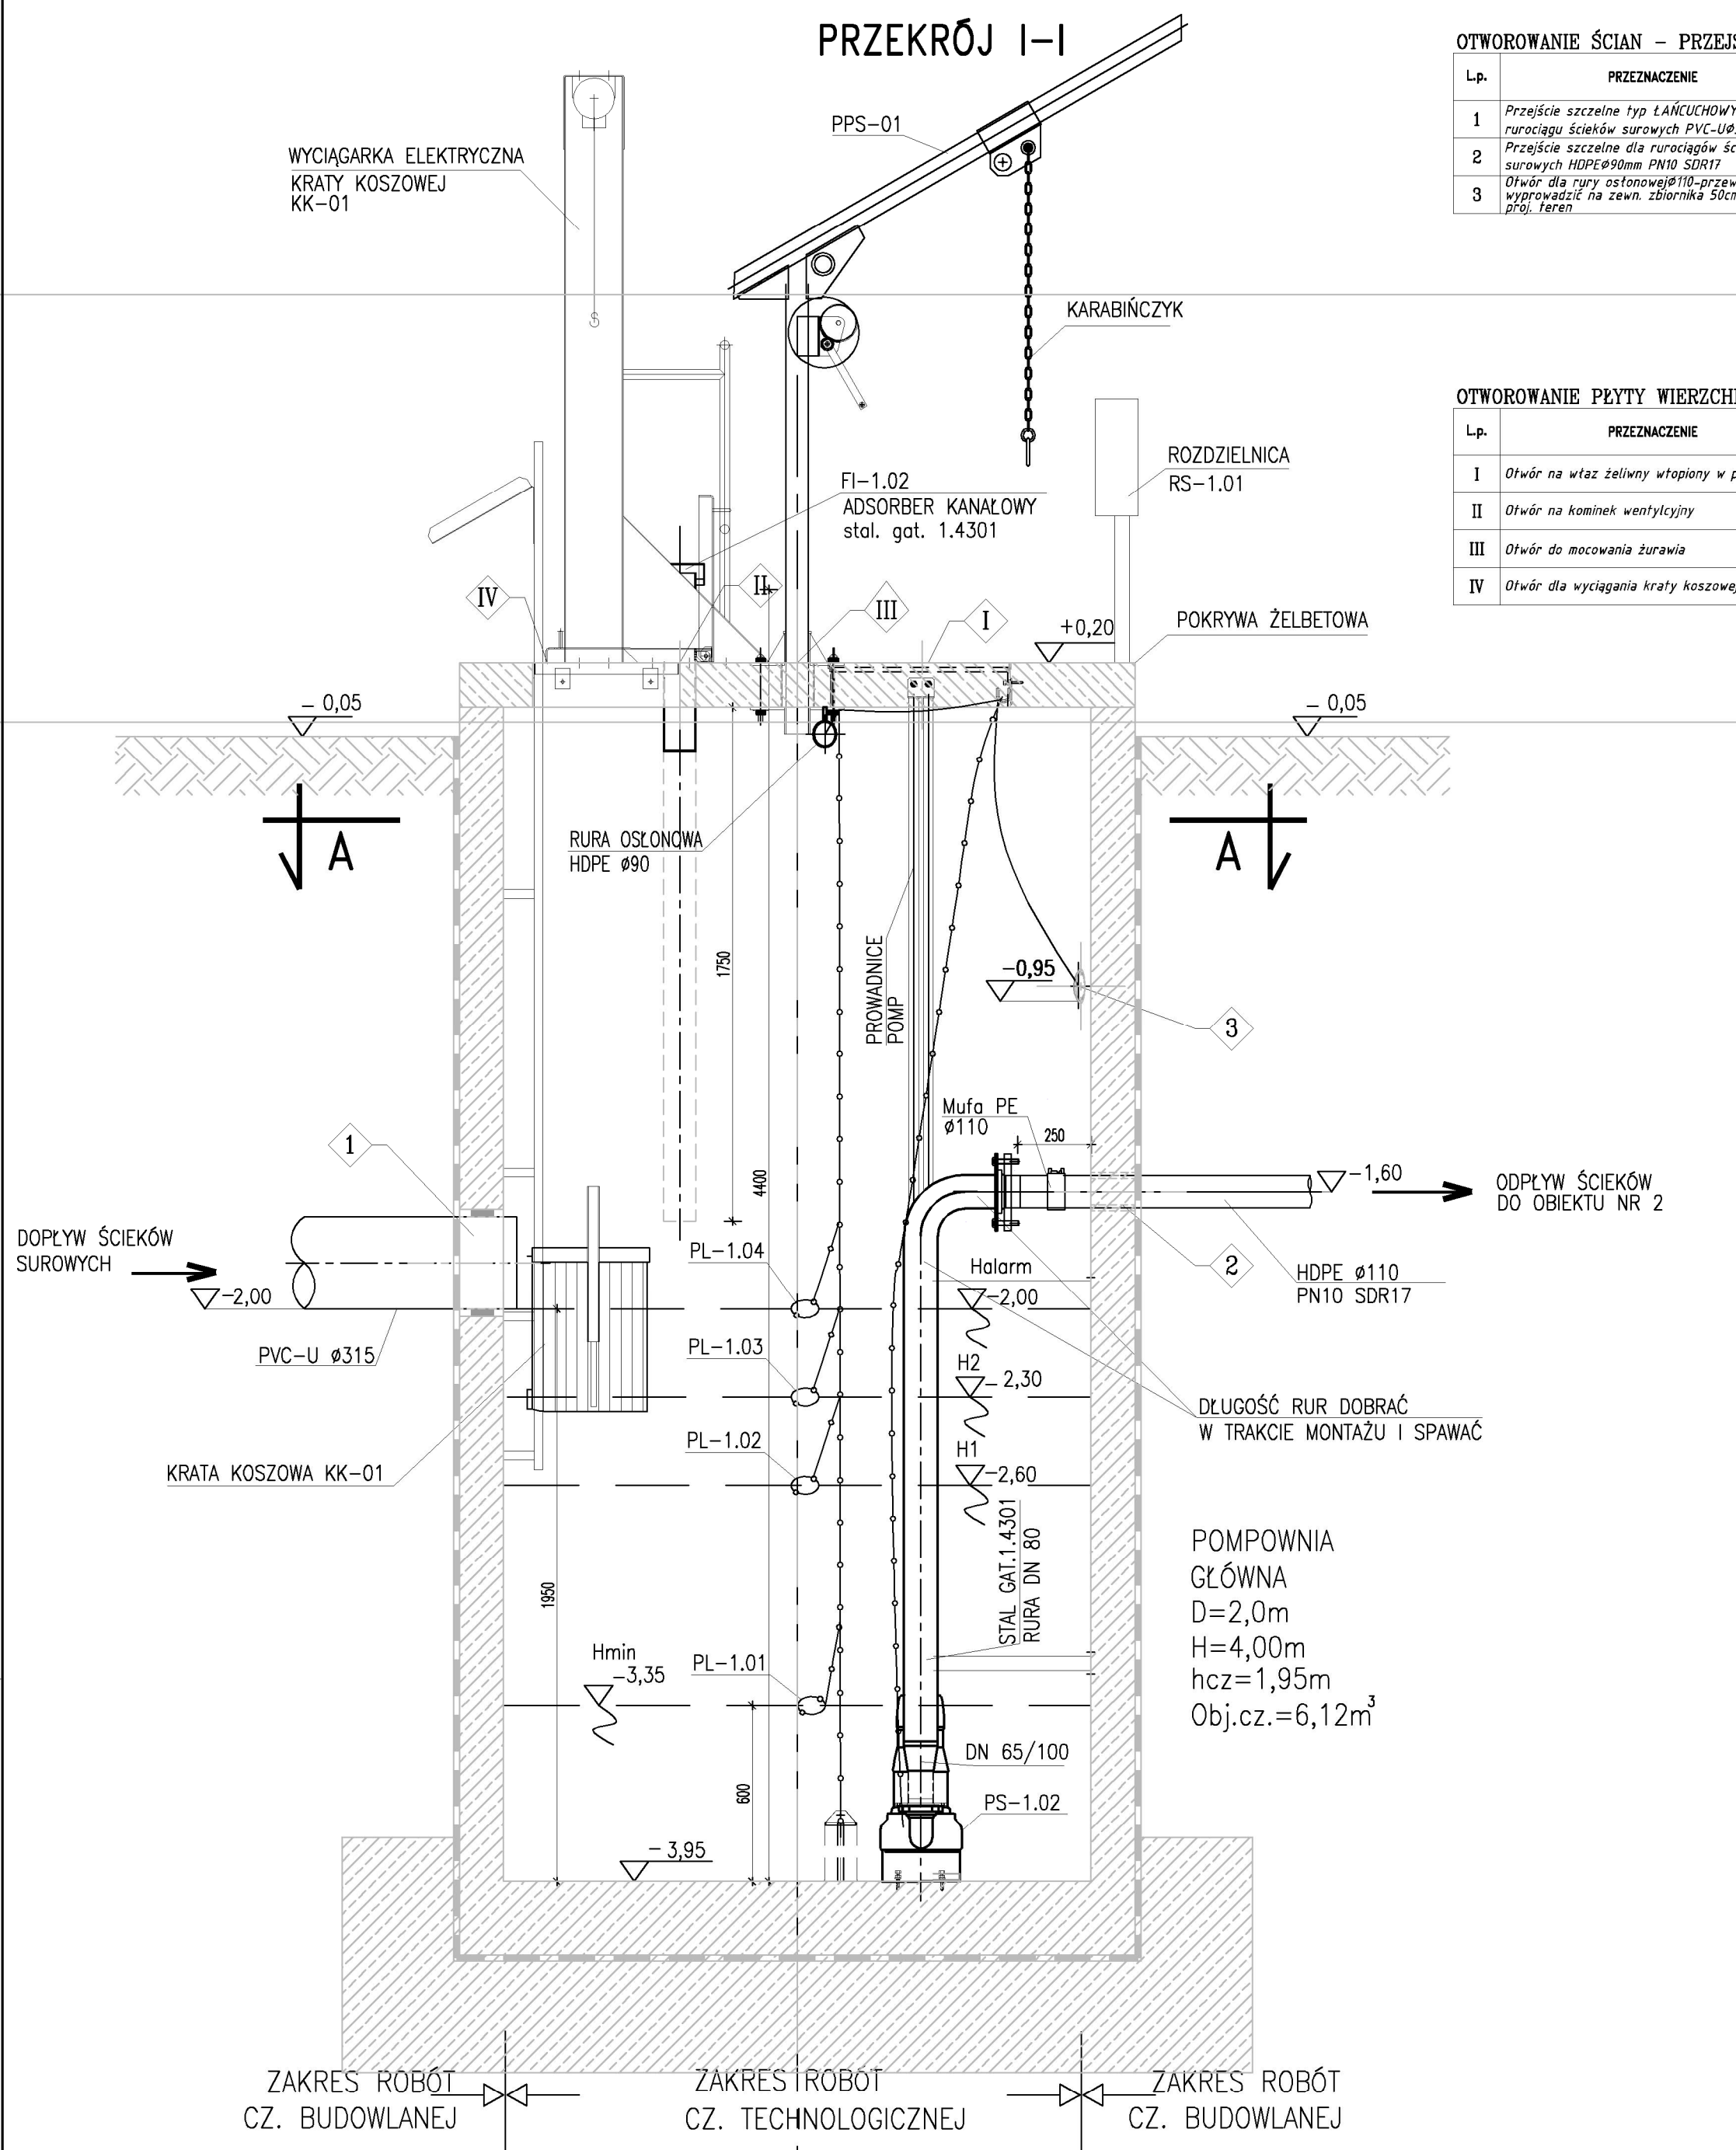 PRZEKRÓJ I-I
WYCIĄGARKA ELEKTRYCZNA
KRATY KOSZOWEJ
KK-01
PPS-01
KARABIŃCZYK
FI-1.02
ADSORBER KANAŁOWY
stal. gat. 1.4301
ROZDZIELNICA
RS-1.01
OTWOROWANIE ŚCIAN - 
L.p.
PRZEZNACZENIE
1
Przejście szczelne typ ŁAŃCUCHOWY
rurociągu ścieków surowych
2
Przejście szczelne dla rurociągów
surowych HDPEø90mm PN10 SDR17
3
Otwór dla rury osłonowejø110-
wyprowadzić na zewn. zbiornika
proj. teren
OTWOROWANIE PŁYTY
L.p.
PRZEZNACZENIE
I
Otwór na właz żeliwny wtopiony w
II
Otwór na kominek wentylcyjny
III
Otwór do mocowania żurawia
IV
Otwór dla wyciągania kraty
IV
II
III
I
+0,20
POKRYWA ŻELBETOWA
- 0,05
- 0,05
A
A
RURA OSŁONOWA
HDPE ø90
1750
PROWADNICE
POMP
-0,95
3
Mufa PE
ø110
250
1
4400
-1,60
ODPŁYW ŚCIEKÓW
DO OBIEKTU NR 2
DOPŁYW ŚCIEKÓW
SUROWYCH
-2,00
PL-1.04
Halarm
-2,00
2
HDPE ø110
PN10 SDR17
PVC-U ø315
PL-1.03
H2
- 2,30
DŁUGOŚĆ RUR DOBRAĆ
W TRAKCIE MONTAŻU I SPAWAĆ
PL-1.02
H1
-2,60
KRATA KOSZOWA KK-01
STAL GAT.1.4301
RURA DN 80
POMPOWNIA
GŁÓWNA
D=2,0m
H=4,00m
hcz=1,95m
Obj.cz.=6,12m³
1950
Hmin
-3,35
PL-1.01
DN 65/100
600
PS-1.02
- 3,95
ZAKRES ROBÓT
CZ. BUDOWLANEJ
ZAKRES ROBÓT
CZ. TECHNOLOGICZNEJ
ZAKRES ROBÓT
CZ. BUDOWLANEJ